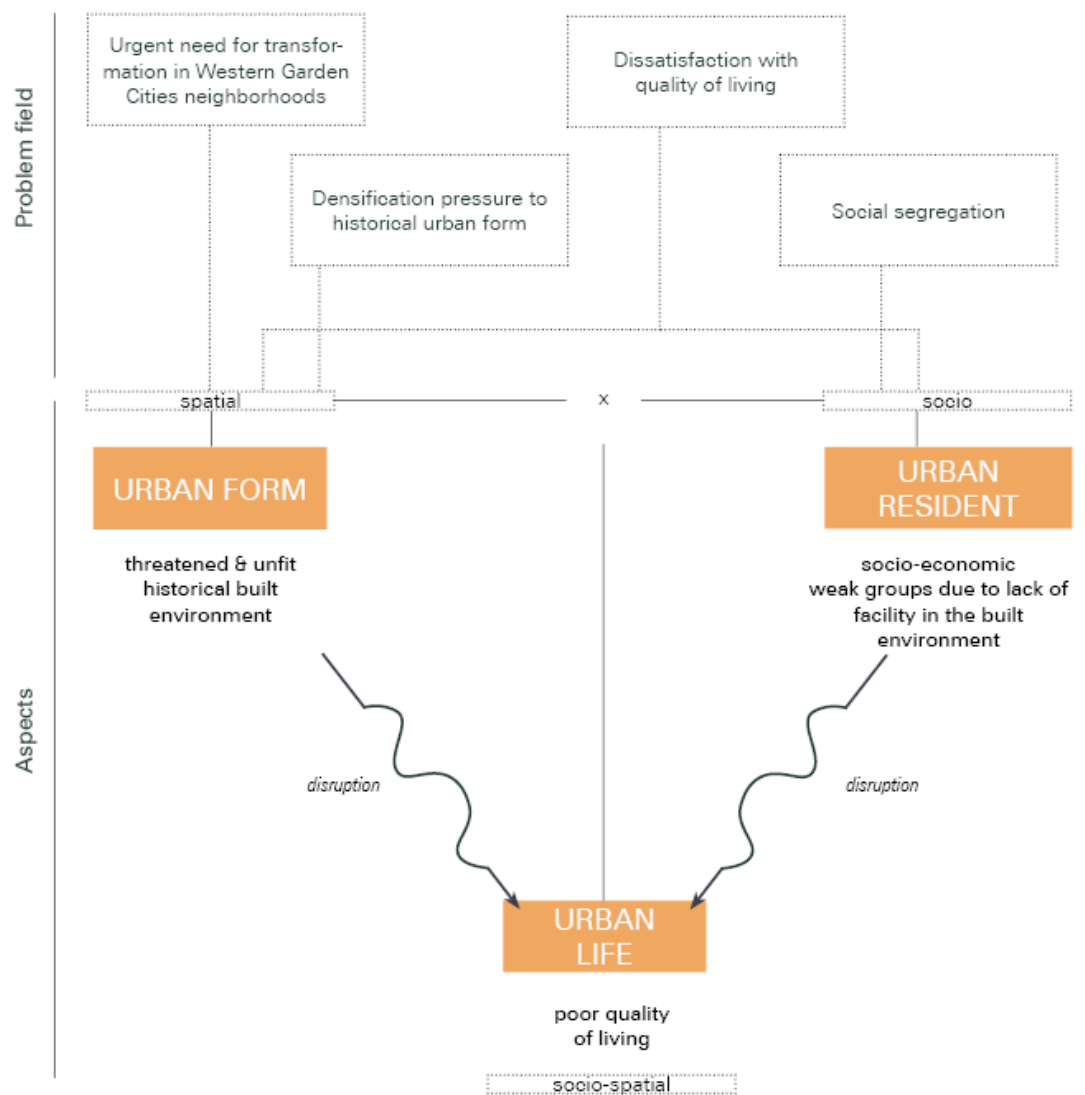 Problem field
Urgent need for transfor-
mation in Western Garden
Cities neighborhoods
Dissatisfaction with
quality of living
Densification pressure to
historical urban form
Social segregation
Aspects
spatial
x
socio
URBAN FORM
URBAN
RESIDENT
threatened & unfit
historical built
environment
socio-economic
weak groups due to lack of
facility in the built
environment
disruption
disruption
URBAN
LIFE
poor quality
of living
socio-spatial